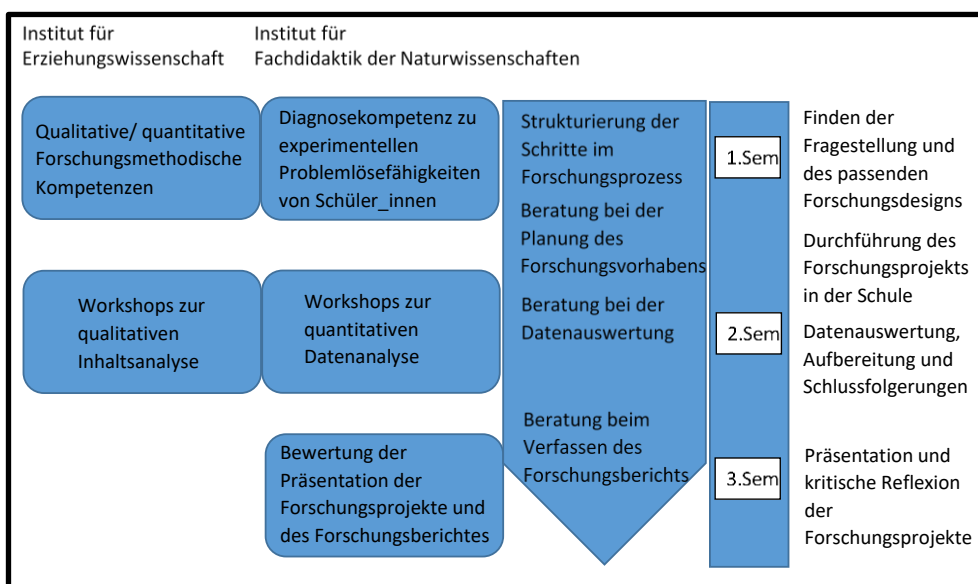 Institut für
Erziehungswissenschaft
Institut für
Fachdidaktik der Naturwissenschaften
Qualitative/ quantitative
Forschungsmethodische
Kompetenzen
Diagnosekompetenz zu
experimentellen
Problemlösefähigkeiten
von Schüler_innen
Strukturierung der
Schritte im
Forschungsprozess
Beratung bei der
Planung des
Forschungsvorhabens
1.Sem
Finden der
Fragestellung und
des passenden
Forschungsdesigns
Durchführung des
Forschungsprojekts
in der Schule
Workshops zur
qualitativen
Inhaltsanalyse
Workshops zur
quantitativen
Datenanalyse
Beratung bei der
Datenauswertung
2.Sem
Datenauswertung,
Aufbereitung und
Schlussfolgerungen
Bewertung der
Präsentation der
Forschungsprojekte und
des Forschungsberichtes
Beratung beim
Verfassen des
Forschungsberichts
3.Sem
Präsentation und
kritische Reflexion
der
Forschungsprojekte